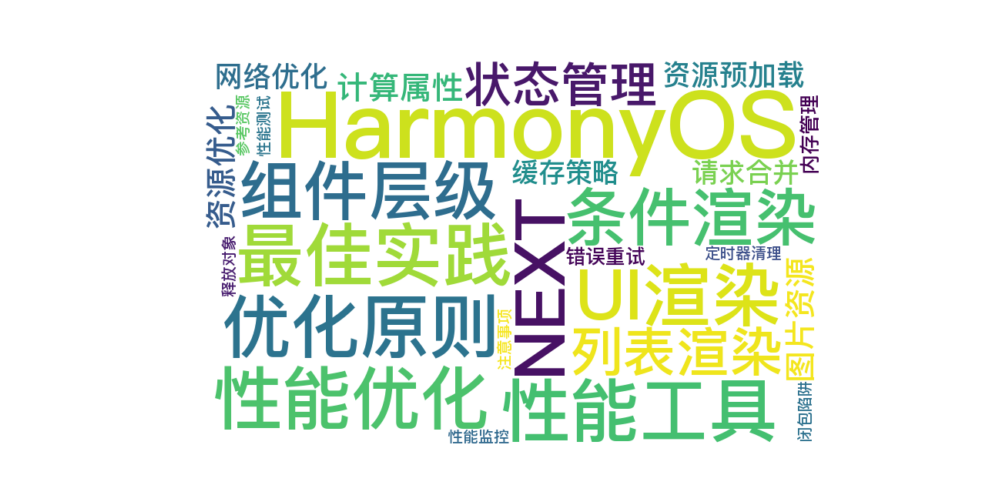 网络优化
计算属性
状态管理
资源预加载
HarmonyOS
内存管理
参考资源
性能测试
资源优化
组件层级
缓存策略
请求合并
条件渲染
NEXT
最佳实践
释放对象
错误重试
定时器清理
UI渲染
图片资源
优化原则
注意事项
列表渲染
性能优化
性能工具
闭包陷阱
性能监控